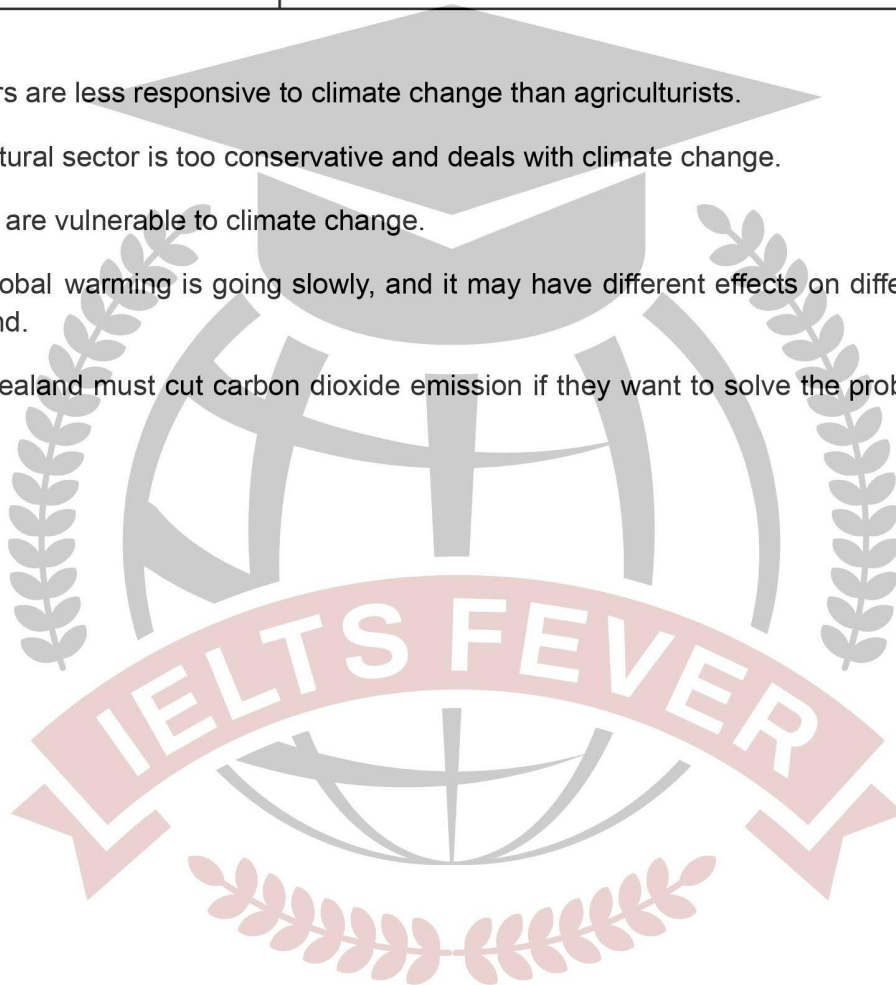 rs are less responsive to climate change than agriculturists.
tural sector is too conservative and deals with climate change.
are vulnerable to climate change.
obal warming is going slowly, and it may have different effects on diffe
nd.
ealand must cut carbon dioxide emission if they want to solve the prob
IELTS FEVER